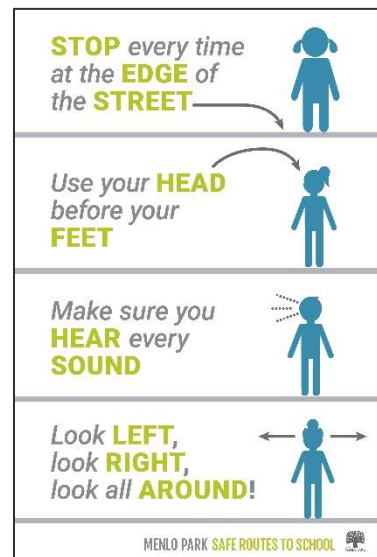 STOP every time
at the EDGE of
the STREET
Use your HEAD
before your
FEET
Make sure you
HEAR every
SOUND
Look LEFT,
look RIGHT,
look all AROUND!
MENLO PARK SAFE ROUTES TO SCHOOL